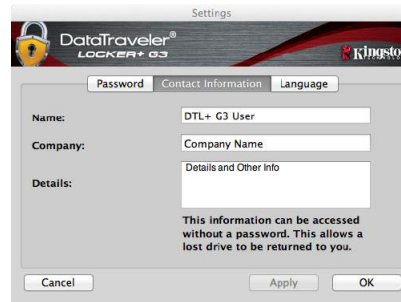 Settings
DataTraveler®
LOCKER+ G3
Kingsto
Password Contact Information Language
Name: DTL+ G3 User
Company: Company Name
Details: Details and Other Info
This information can be accessed
without a password. This allows a
lost drive to be returned to you.
Cancel Apply OK